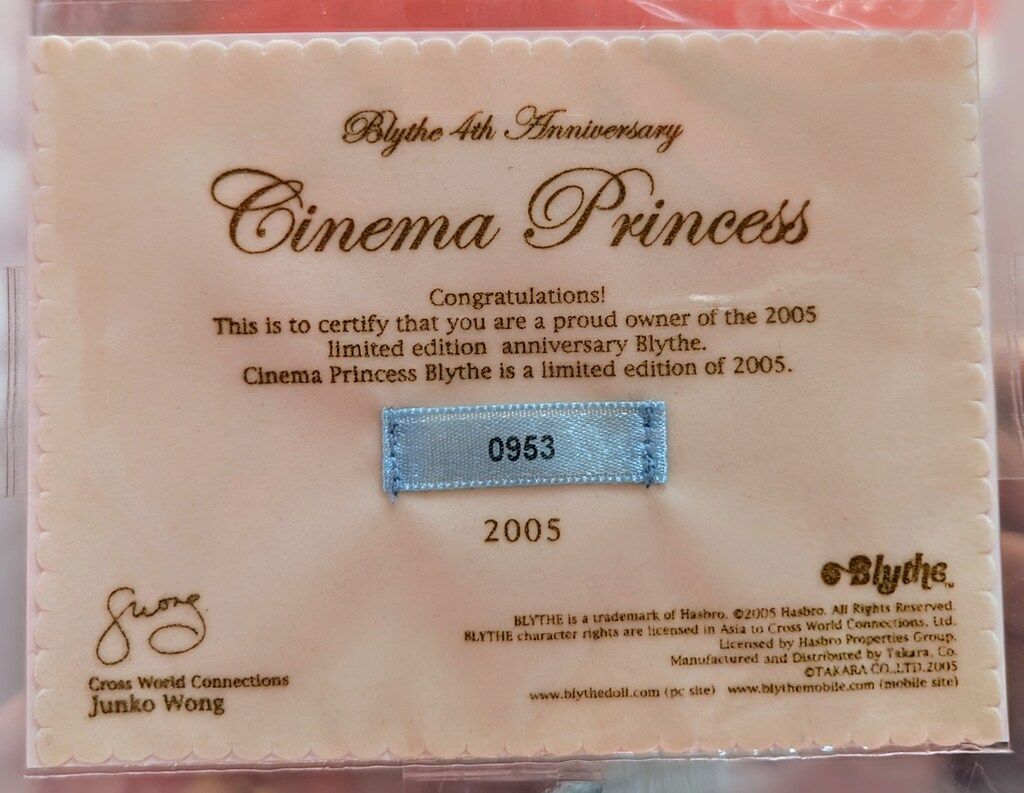 Blythe 4th Anniversary
Cinema Princess
Congratulations!
This is to certify that you are a proud owner of the 2005
limited edition anniversary Blythe.
Cinema Princess Blythe is a limited edition of 2005.
0953
2005
Blythe™
Gwong
Cross World Connections
Junko Wong
BLYTHE is a trademark of Hasbro. ©2005 Hasbro. All Rights Reserved.
BLYTHE character rights are licensed in Asia to Cross World Connections, Ltd.
Licensed by Hasbro Properties Group.
Manufactured and Distributed by Takara, Co.
©TAKARA CO.,LTD.2005
www.blythedoll.com (pc site) www.blythemobile.com (mobile site)